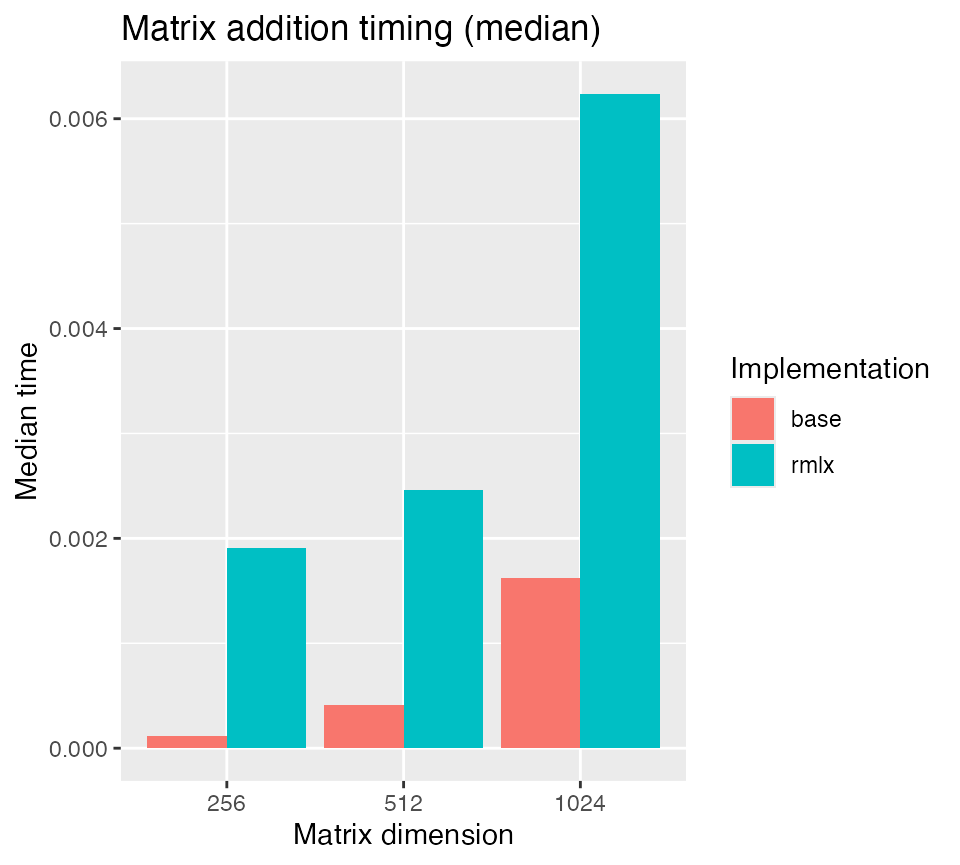 Matrix addition timing (median)
0.006
0.004
0.002
0.000
Median time
256 512 1024
Matrix dimension
Implementation
base
rmlx